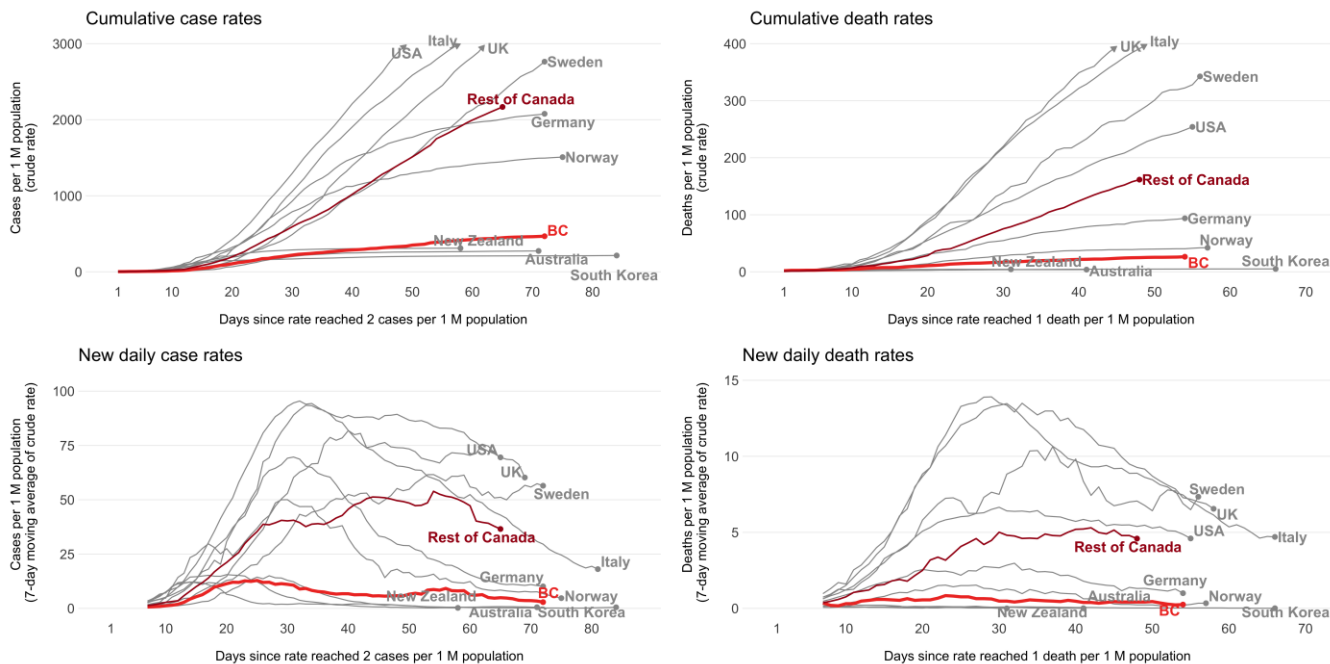 Cumulative case rates
Cases per 1 M population
(crude rate)
3000
2000
1000
0
USA
Italy
UK
Sweden
Rest of Canada
Germany
Norway
BC
New Zealand
Australia
South Korea
1 10 20 30 40 50 60 70 80
Days since rate reached 2 cases per 1 M population
Cumulative death rates
Deaths per 1 M population
(crude rate)
400
300
200
100
0
UK
Italy
Sweden
USA
Rest of Canada
Germany
Norway
BC
New Zealand
Australia
South Korea
1 10 20 30 40 50 60 70
Days since rate reached 1 death per 1 M population
New daily case rates
Cases per 1 M population
(7-day moving average of crude rate)
100
75
50
25
0
USA
UK
Sweden
Rest of Canada
Italy
Germany
BC
New Zealand
Norway
Australia
South Korea
1 10 20 30 40 50 60 70 80
Days since rate reached 2 cases per 1 M population
New daily death rates
Deaths per 1 M population
(7-day moving average of crude rate)
15
10
5
0
Sweden
UK
USA
Italy
Rest of Canada
Germany
Australia
Norway
New Zealand
BC
South Korea
1 10 20 30 40 50 60 70
Days since rate reached 1 death per 1 M population